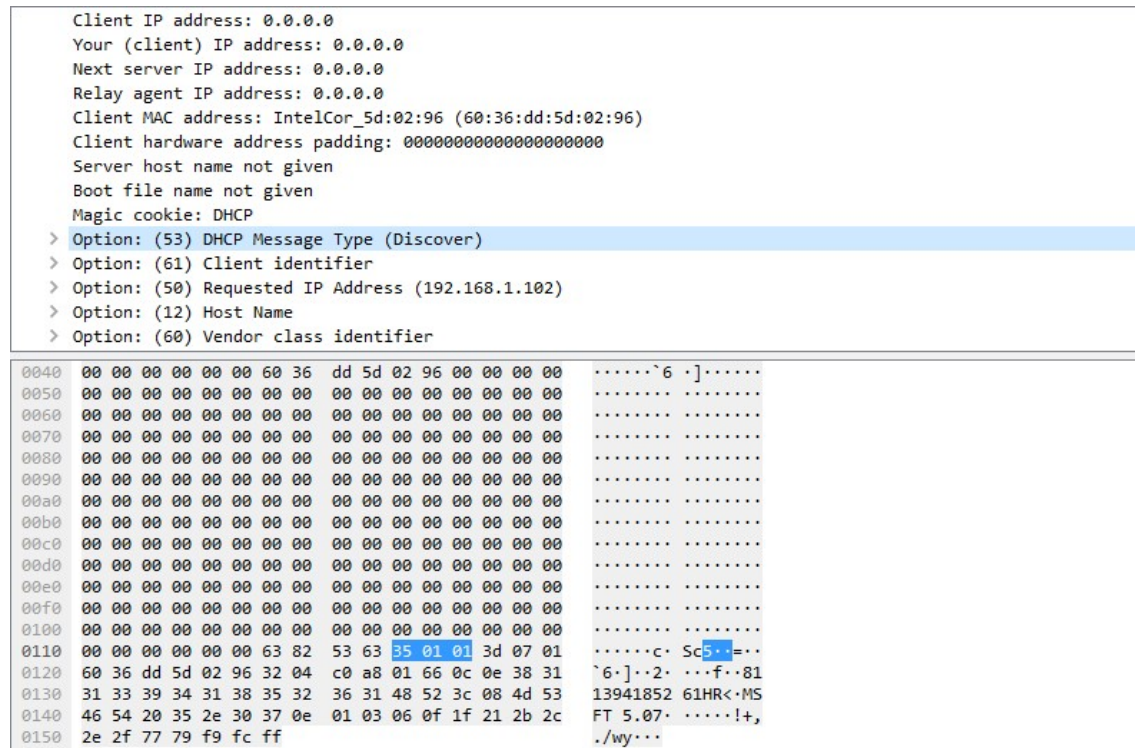 Client IP address: 0.0.0.0
Your (client) IP address: 0.0.0.0
Next server IP address: 0.0.0.0
Relay agent IP address: 0.0.0.0
Client MAC address: IntelCor_5d:02:96 (60:36:dd:5d:02:96)
Client hardware address padding: 00000000000000000000
Server host name not given
Boot file name not given
Magic cookie: DHCP
> Option: (53) DHCP Message Type (Discover)
> Option: (61) Client identifier
> Option: (50) Requested IP Address (192.168.1.102)
> Option: (12) Host Name
> Option: (60) Vendor class identifier
0040 00 00 00 00 00 00 60 36 dd 5d 02 96 00 00 00 00 ······`6 ·]······
0050 00 00 00 00 00 00 00 00 00 00 00 00 00 00 00 00 ········ ········
0060 00 00 00 00 00 00 00 00 00 00 00 00 00 00 00 00 ········ ········
0070 00 00 00 00 00 00 00 00 00 00 00 00 00 00 00 00 ········ ········
0080 00 00 00 00 00 00 00 00 00 00 00 00 00 00 00 00 ········ ········
0090 00 00 00 00 00 00 00 00 00 00 00 00 00 00 00 00 ········ ········
00a0 00 00 00 00 00 00 00 00 00 00 00 00 00 00 00 00 ········ ········
00b0 00 00 00 00 00 00 00 00 00 00 00 00 00 00 00 00 ········ ········
00c0 00 00 00 00 00 00 00 00 00 00 00 00 00 00 00 00 ········ ········
00d0 00 00 00 00 00 00 00 00 00 00 00 00 00 00 00 00 ········ ········
00e0 00 00 00 00 00 00 00 00 00 00 00 00 00 00 00 00 ········ ········
00f0 00 00 00 00 00 00 00 00 00 00 00 00 00 00 00 00 ········ ········
0100 00 00 00 00 00 00 00 00 00 00 00 00 00 00 00 00 ········ ········
0110 00 00 00 00 00 00 63 82 53 63 35 01 01 3d 07 01 ······c· Sc5··=··
0120 60 36 dd 5d 02 96 32 04 c0 a8 01 66 0c 0e 38 31 `6·]··2· ···f··81
0130 31 33 39 34 31 38 35 32 36 31 48 52 3c 08 4d 53 13941852 61HR<·MS
0140 46 54 20 35 2e 30 37 0e 01 03 06 0f 1f 21 2b 2c FT 5.07· ·····!+,
0150 2e 2f 77 79 f9 fc ff ./wy···